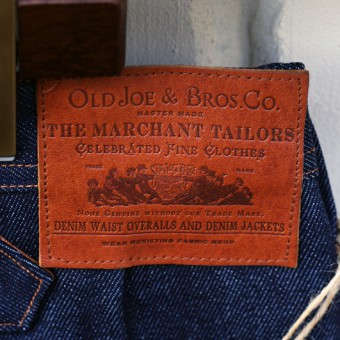 OLD JOE & BROS. CO.
MASTER MADE
THE MARCHANT TAILORS
CELEBRATED FINE CLOTHES
TRADE MARK
NONE GENUINE WITHOUT OUR TRADE MARK.
DENIM WAIST OVERALLS AND DENIM JACKETS
WEAR RESISTING FABRIC